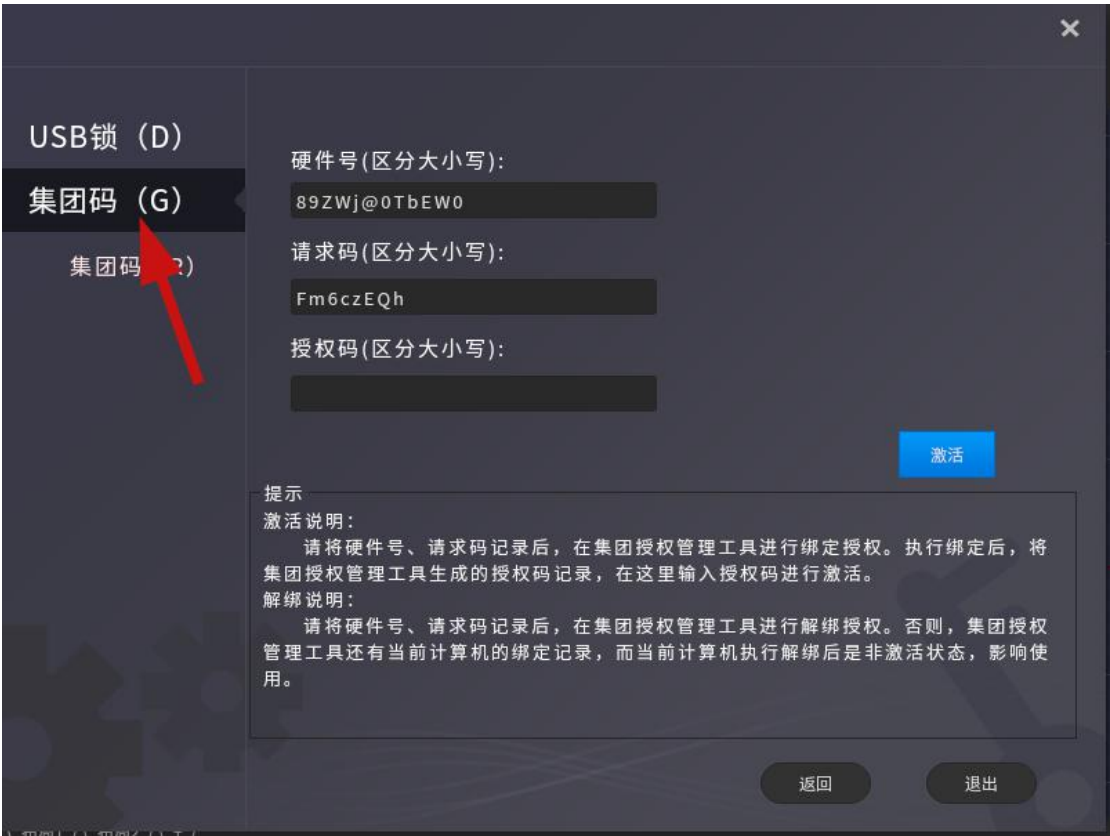 USB锁（D）
集团码（G）
集团码
硬件号(区分大小写):
89ZWj@0TbEW0
请求码(区分大小写):
Fm6czEQh
授权码(区分大小写):
激活
提示
激活说明：
请将硬件号、请求码记录后，在集团授权管理工具进行绑定授权。执行绑定后，将
集团授权管理工具生成的授权码记录，在这里输入授权码进行激活。
解绑说明：
请将硬件号、请求码记录后，在集团授权管理工具进行解绑授权。否则，集团授权
管理工具还有当前计算机的绑定记录，而当前计算机执行解绑后是非激活状态，影响使
用。
返回
退出